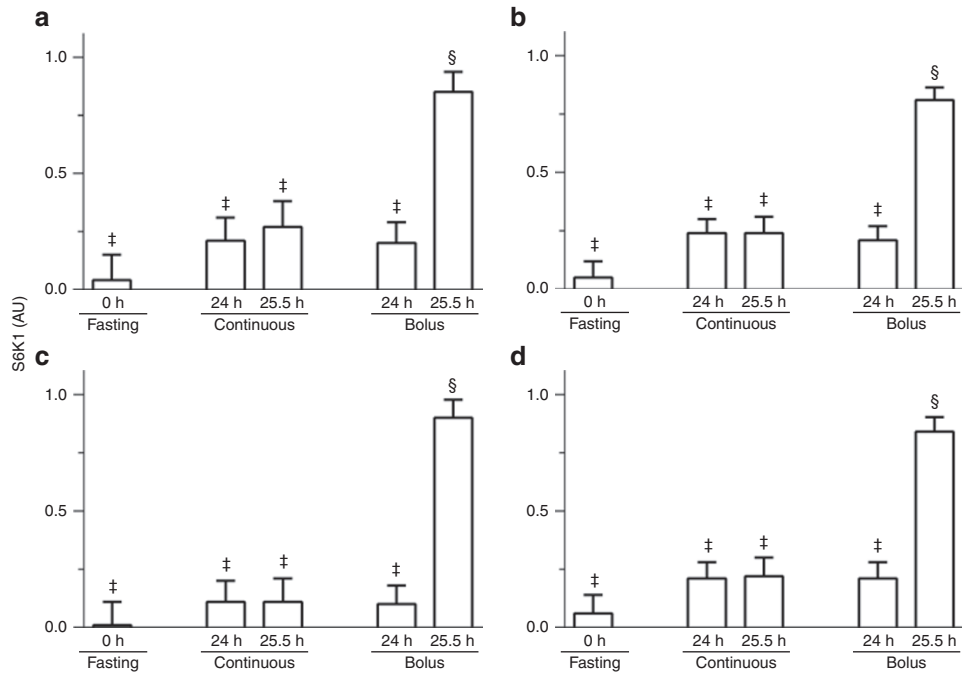 a
1.0
0.5
0.0
‡
‡
‡
‡
§
0 h
24 h
25.5 h
24 h
25.5 h
Fasting
Continuous
Bolus
b
1.0
0.5
0.0
‡
‡
‡
‡
§
0 h
24 h
25.5 h
24 h
25.5 h
Fasting
Continuous
Bolus
S6K1 (AU)
c
1.0
0.5
0.0
‡
‡
‡
‡
§
0 h
24 h
25.5 h
24 h
25.5 h
Fasting
Continuous
Bolus
d
1.0
0.5
0.0
‡
‡
‡
‡
§
0 h
24 h
25.5 h
24 h
25.5 h
Fasting
Continuous
Bolus